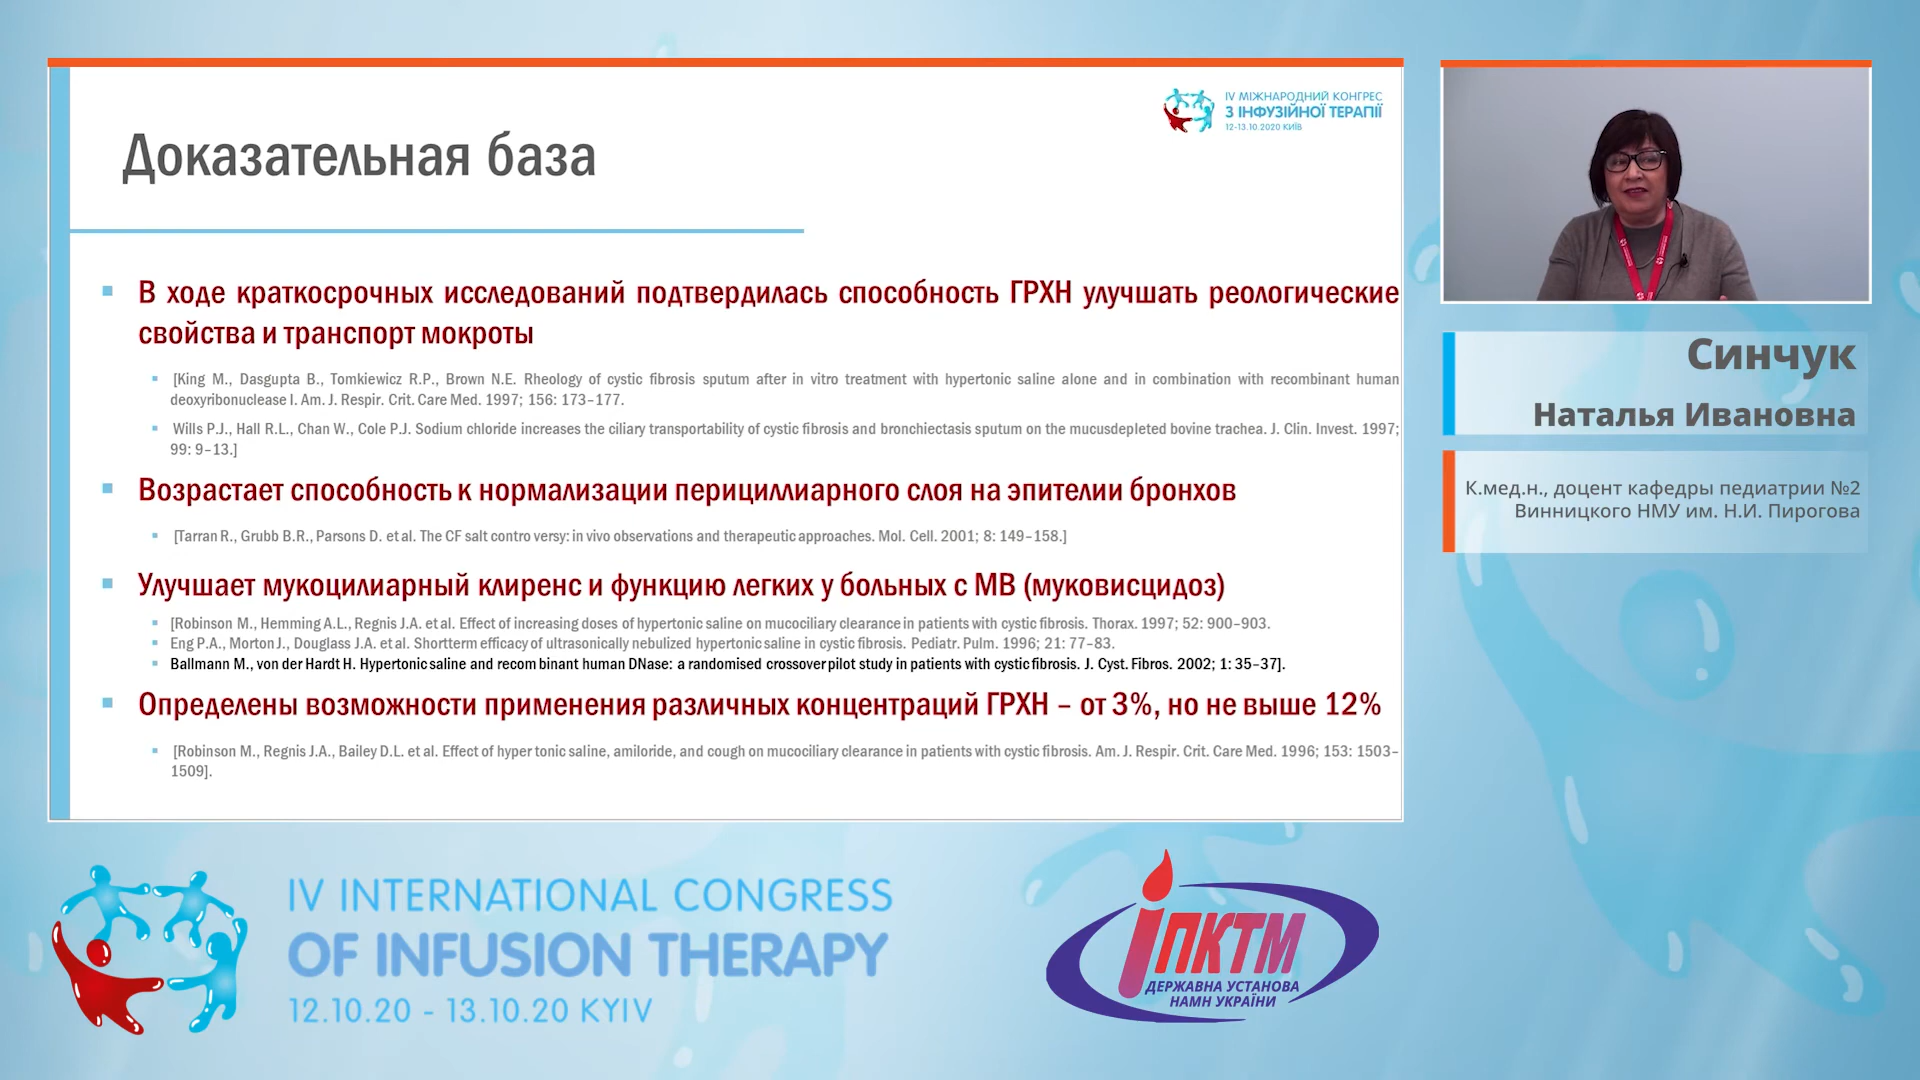 IV МІЖНАРОДНИЙ КОНГРЕС
З ІНФУЗІЙНОЇ ТЕРАПІЇ
12-13.10.2020 КИЇВ
Доказательная база
В ходе краткосрочных исследований подтвердилась способность ГРХН улучшать реологические
свойства и транспорт мокроты
[King M., Dasgupta B., Tomkiewicz R.P., Brown N.E. Rheology of cystic fibrosis sputum after in vitro treatment with hypertonic saline alone and in combination with recombinant human
deoxyribonuclease I. Am. J. Respir. Crit. Care Med. 1997; 156: 173–177.
Wills P.J., Hall R.L., Chan W., Cole P.J. Sodium chloride increases the ciliary transportability of cystic fibrosis and bronchiectasis sputum on the mucusdepleted bovine trachea. J. Clin. Invest. 1997;
99: 9–13.]
Возрастает способность к нормализации перициллиарного слоя на эпителии бронхов
[Tarran R., Grubb B.R., Parsons D. et al. The CF salt contro versy: in vivo observations and therapeutic approaches. Mol. Cell. 2001; 8: 149–158.]
Улучшает мукоцилиарный клиренс и функцию легких у больных с МВ (муковисцидоз)
[Robinson M., Hemming A.L., Regnis J.A. et al. Effect of increasing doses of hypertonic saline on mucociliary clearance in patients with cystic fibrosis. Thorax. 1997; 52: 900–903.
Eng P.A., Morton J., Douglass J.A. et al. Shortterm efficacy of ultrasonically nebulized hypertonic saline in cystic fibrosis. Pediatr. Pulm. 1996; 21: 77–83.
Ballmann M., von der Hardt H. Hypertonic saline and recom binant human DNase: a randomised crossover pilot study in patients with cystic fibrosis. J. Cyst. Fibros. 2002; 1: 35–37].
Определены возможности применения различных концентраций ГРХН – от 3%, но не выше 12%
[Robinson M., Regnis J.A., Bailey D.L. et al. Effect of hyper tonic saline, amiloride, and cough on mucociliary clearance in patients with cystic fibrosis. Am. J. Respir. Crit. Care Med. 1996; 153: 1503–
1509].
Синчук
Наталья Ивановна
К.мед.н., доцент кафедры педиатрии №2
Винницкого НМУ им. Н.И. Пирогова
IV INTERNATIONAL CONGRESS
OF INFUSION THERAPY
12.10.20 - 13.10.20 KYIV
іПКТМ
ДЕРЖАВНА УСТАНОВА
НАМН УКРАЇНИ